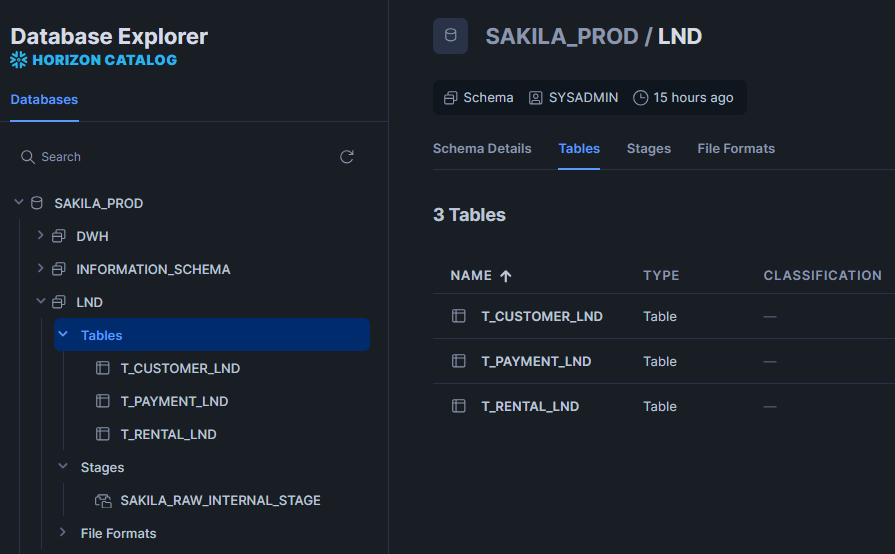 Database Explorer
HORIZON CATALOG
Databases
Search
SAKILA_PROD
DWH
INFORMATION_SCHEMA
LND
Tables
T_CUSTOMER_LND
T_PAYMENT_LND
T_RENTAL_LND
Stages
SAKILA_RAW_INTERNAL_STAGE
File Formats
SAKILA_PROD / LND
Schema SYSADMIN 15 hours ago
Schema Details Tables Stages File Formats
3 Tables
NAME TYPE CLASSIFICATION
T_CUSTOMER_LND Table —
T_PAYMENT_LND Table —
T_RENTAL_LND Table —